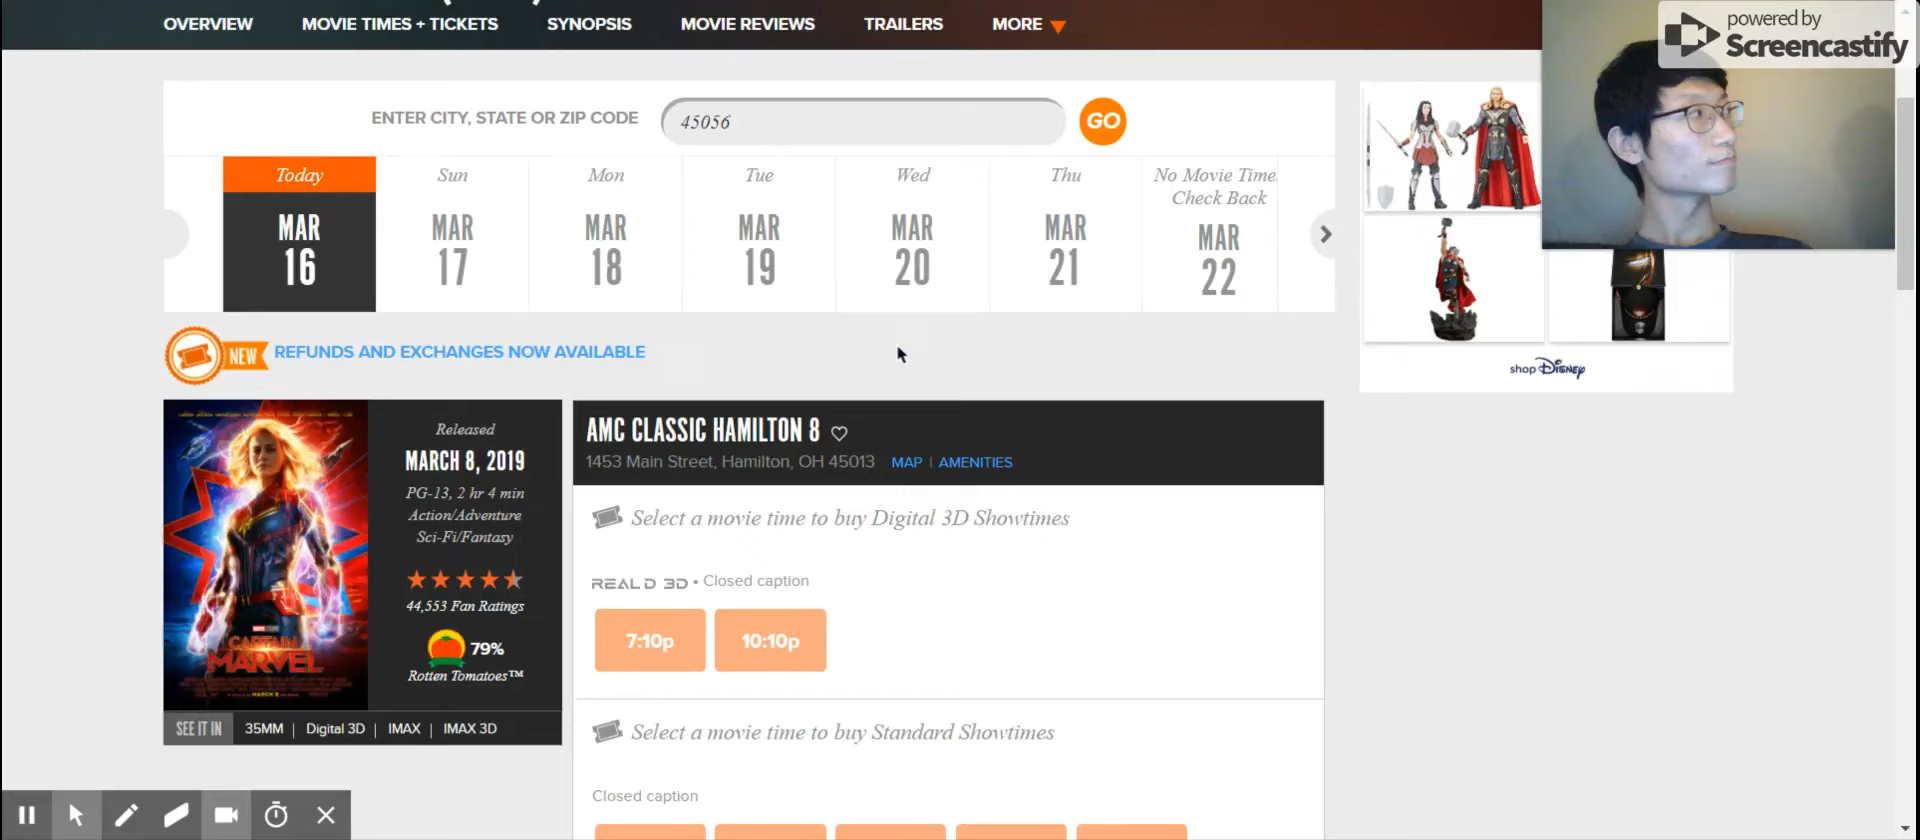 OVERVIEW MOVIE TIMES + TICKETS SYNOPSIS MOVIE REVIEWS TRAILERS MORE
powered by
Screencastify
ENTER CITY, STATE OR ZIP CODE 45056 GO
Today Sun Mon Tue Wed Thu No Movie Time
Check Back
MAR MAR MAR MAR MAR MAR MAR
16 17 18 19 20 21 22
NEW REFUNDS AND EXCHANGES NOW AVAILABLE
shop Disney
Released
MARCH 8, 2019
PG-13, 2 hr 4 min
Action/Adventure
Sci-Fi/Fantasy
44,553 Fan Ratings
79%
Rotten Tomatoes™
CAPTAIN
MARVEL
MARCH 8
SEE IT IN 35MM | Digital 3D | IMAX | IMAX 3D
AMC CLASSIC HAMILTON 8
1453 Main Street, Hamilton, OH 45013 MAP | AMENITIES
Select a movie time to buy Digital 3D Showtimes
REAL D 3D • Closed caption
7:10p 10:10p
Select a movie time to buy Standard Showtimes
Closed caption